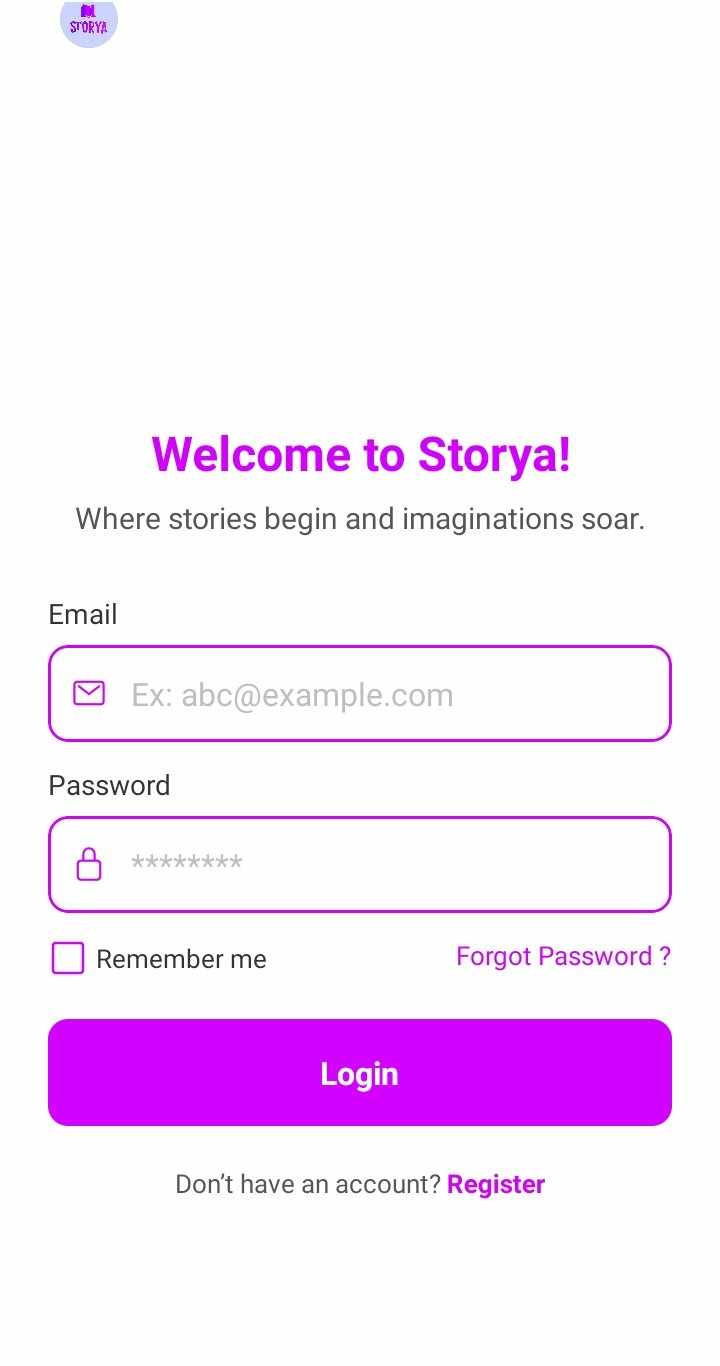 STORYA
Welcome to Storya!
Where stories begin and imaginations soar.
Email
Ex: abc@example.com
Password
********
Remember me
Forgot Password ?
Login
Don’t have an account? Register